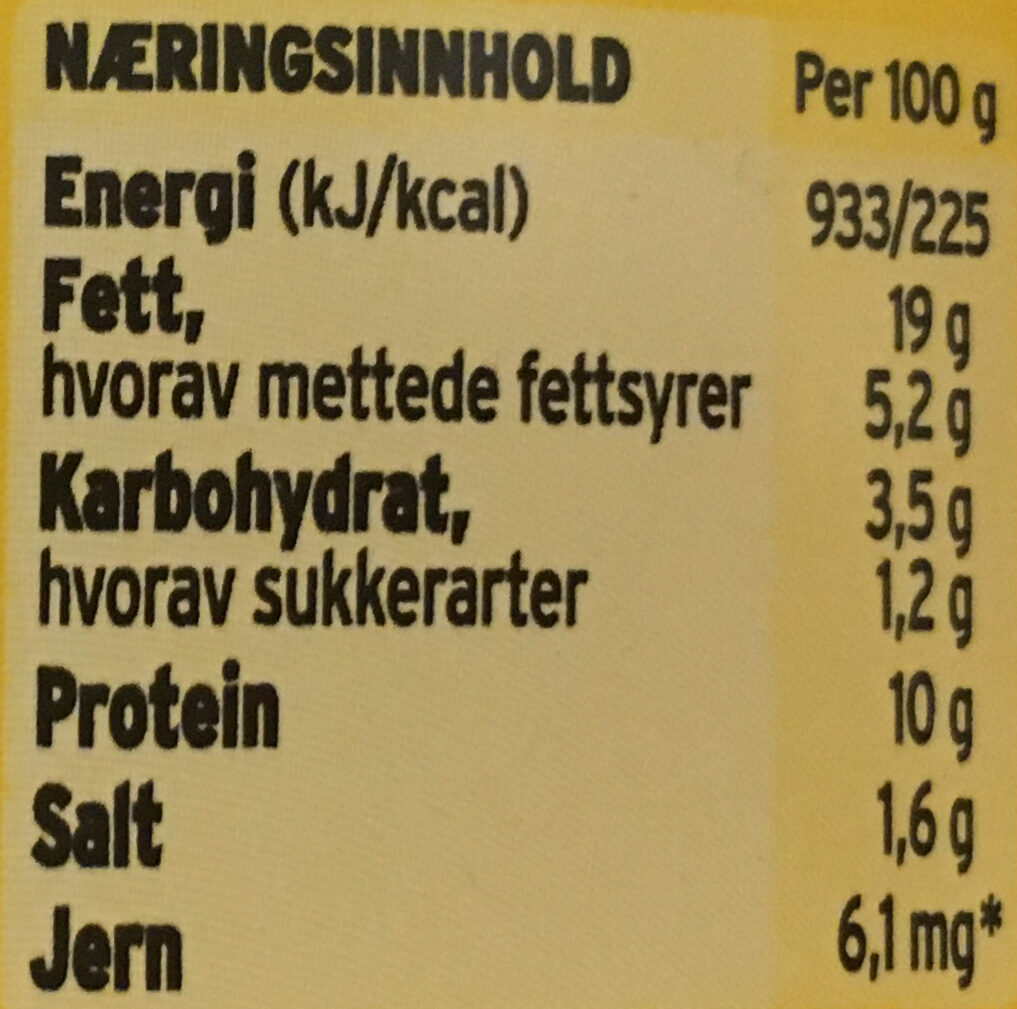 NÆRINGSINNHOLD Per 100 g
Energi (kJ/kcal) 933/225
Fett, 19 g
hvorav mettede fettsyrer 5,2 g
Karbohydrat, 3,5 g
hvorav sukkerarter 1,2 g
Protein 10 g
Salt 1,6 g
Jern 6,1 mg*